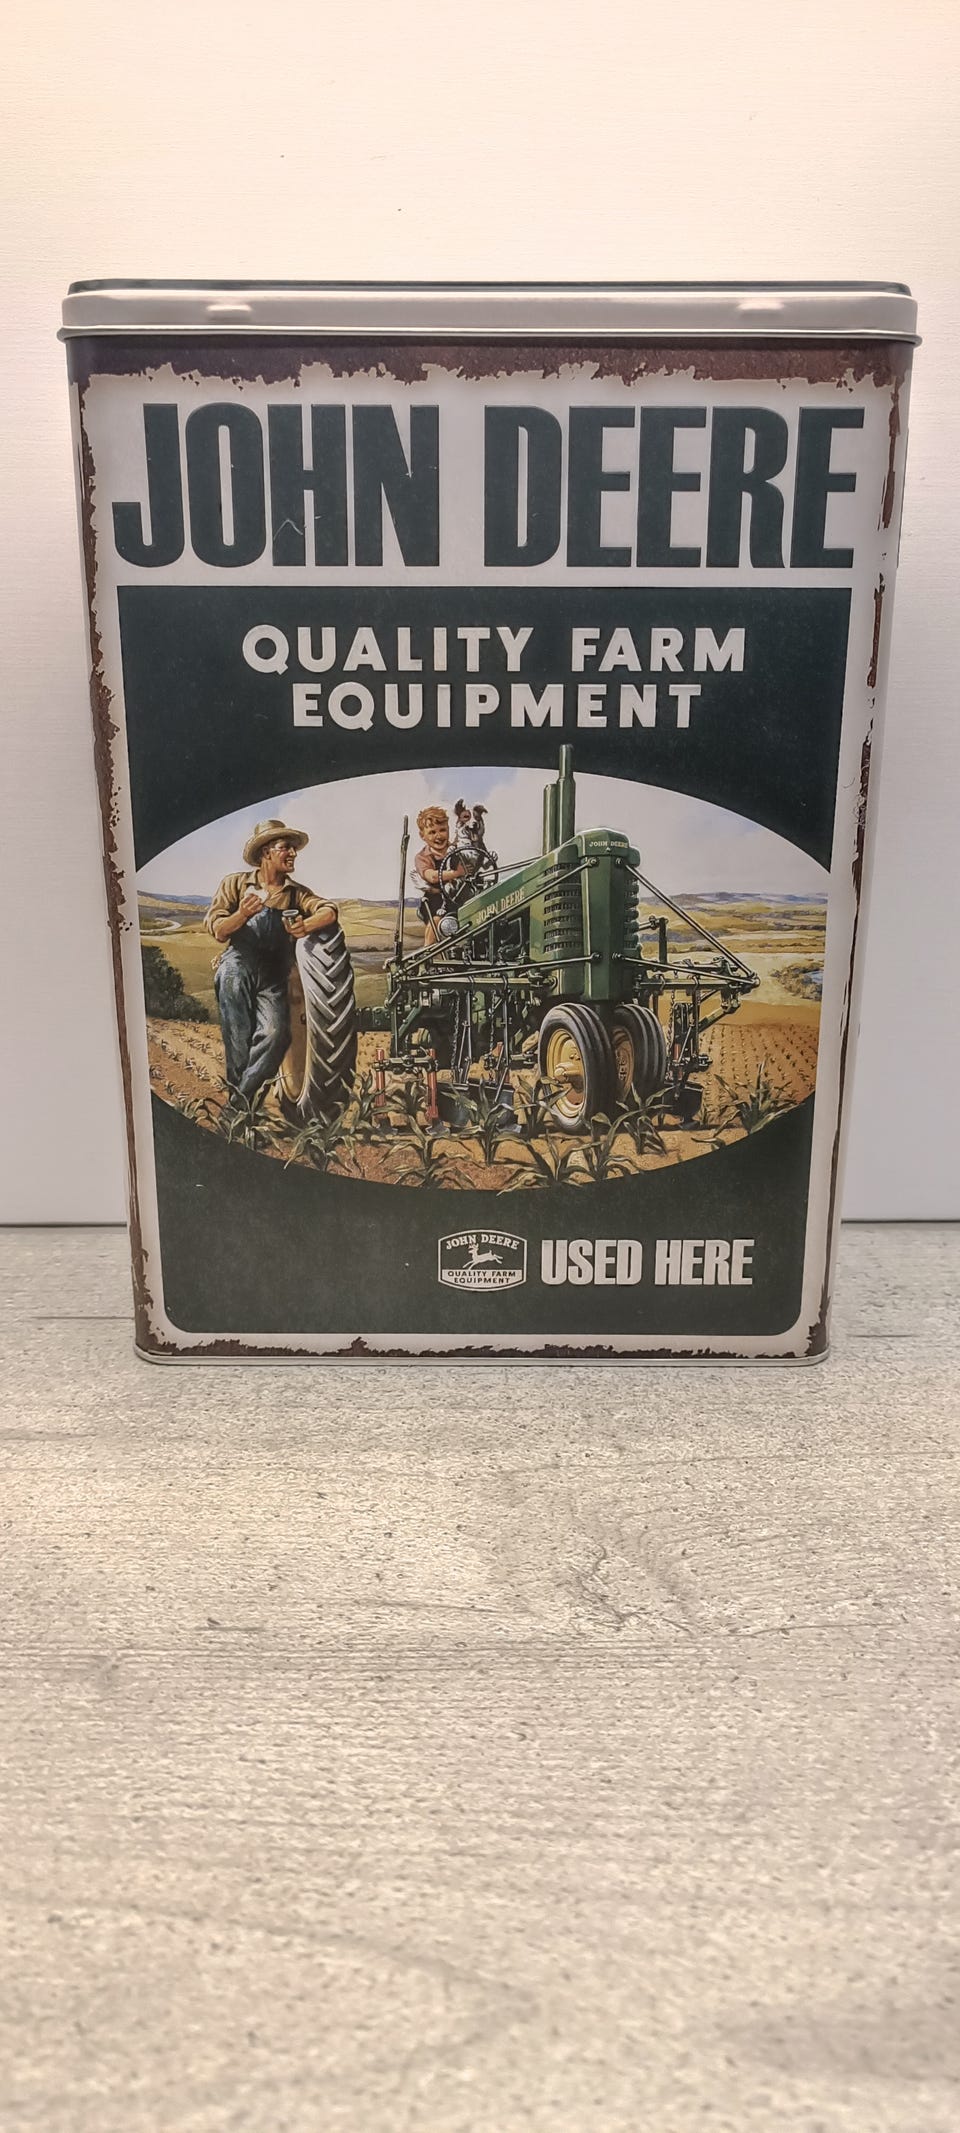 JOHN DEERE
QUALITY FARM
EQUIPMENT
JOHN DEERE
JOHN DEERE
JOHN DEERE
QUALITY FARM
EQUIPMENT
USED HERE